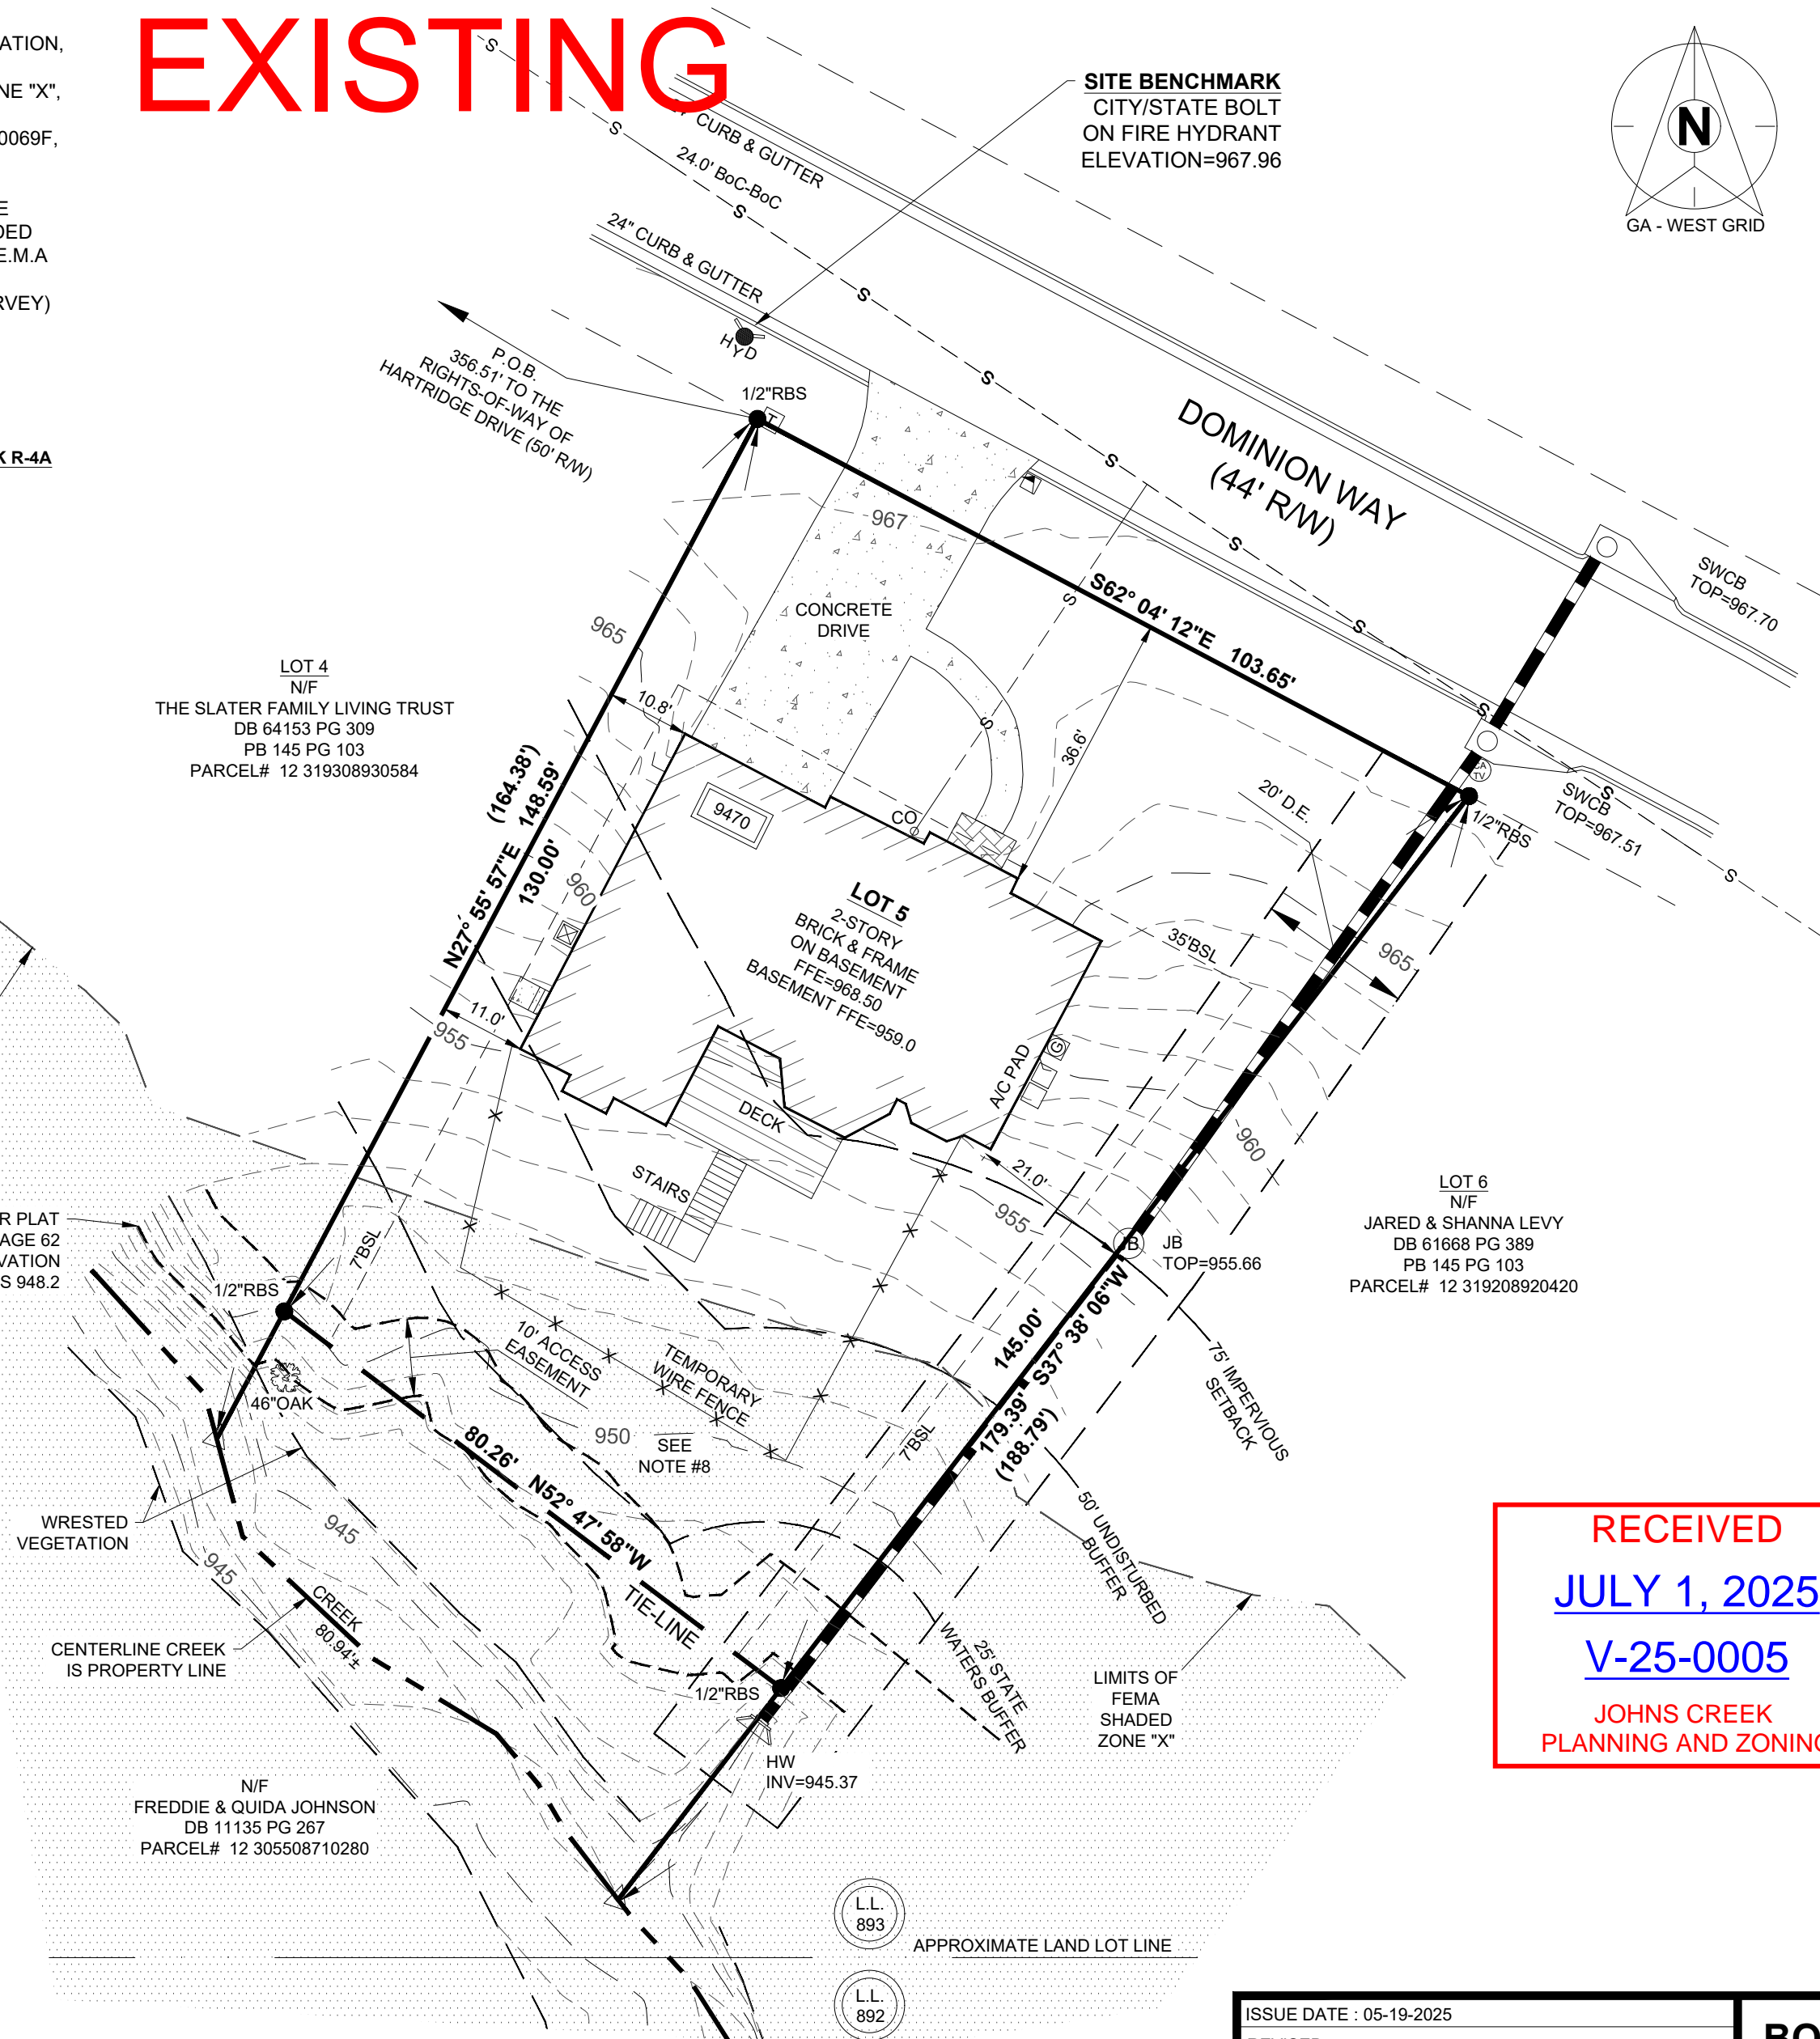 EXISTING
ATION,
NE "X",
0069F,
E
DED
E.M.A
RVEY)
K R-4A
SITE BENCHMARK
CITY/STATE BOLT
ON FIRE HYDRANT
ELEVATION=967.96
N
GA - WEST GRID
CURB & GUTTER
24.0' BoC-BoC
24" CURB & GUTTER
HYD
P.O.B.
356.51' TO THE
RIGHTS-OF-WAY OF
HARTRIDGE DRIVE (50' R/W)
1/2"RBS
T
DOMINION WAY
(44' R/W)
S S S S S S S S S S S S
967
S62° 04' 12"E 103.65'
SWCB
TOP=967.70
CONCRETE
DRIVE
965
LOT 4
N/F
THE SLATER FAMILY LIVING TRUST
DB 64153 PG 309
PB 145 PG 103
PARCEL# 12 319308930584
10.8'
S
S
36.6'
CA
TV
SWCB
TOP=967.51
1/2"RBS
20' D.E.
(164.38')
148.59'
N27° 55' 57"E
130.00'
9470
CO
960
LOT 5
2-STORY
BRICK & FRAME
ON BASEMENT
FFE=968.50
BASEMENT FFE=959.0
35'BSL
965
11.0'
955
G
A/C PAD
DECK
STAIRS
960
21.0'
955
JB
JB
TOP=955.66
LOT 6
N/F
JARED & SHANNA LEVY
DB 61668 PG 389
PB 145 PG 103
PARCEL# 12 319208920420
R PLAT
AGE 62
VATION
S 948.2
7'BSL
1/2"RBS
46"OAK
10' ACCESS
EASEMENT
TEMPORARY
WIRE FENCE
145.00'
179.39' S37° 38' 06"W
(188.79')
75' IMPERVIOUS
SETBACK
950
SEE
NOTE #8
7'BSL
80.26' N52° 47' 58"W
TIE-LINE
50' UNDISTURBED
BUFFER
WRESTED
VEGETATION
945
945
CREEK
80.94'±
CENTERLINE CREEK
IS PROPERTY LINE
1/2"RBS
25' STATE
WATERS BUFFER
LIMITS OF
FEMA
SHADED
ZONE "X"
HW
INV=945.37
RECEIVED
JULY 1, 2025
V-25-0005
JOHNS CREEK
PLANNING AND ZONING
N/F
FREDDIE & QUIDA JOHNSON
DB 11135 PG 267
PARCEL# 12 305508710280
L.L.
893
APPROXIMATE LAND LOT LINE
L.L.
892
ISSUE DATE : 05-19-2025
BO